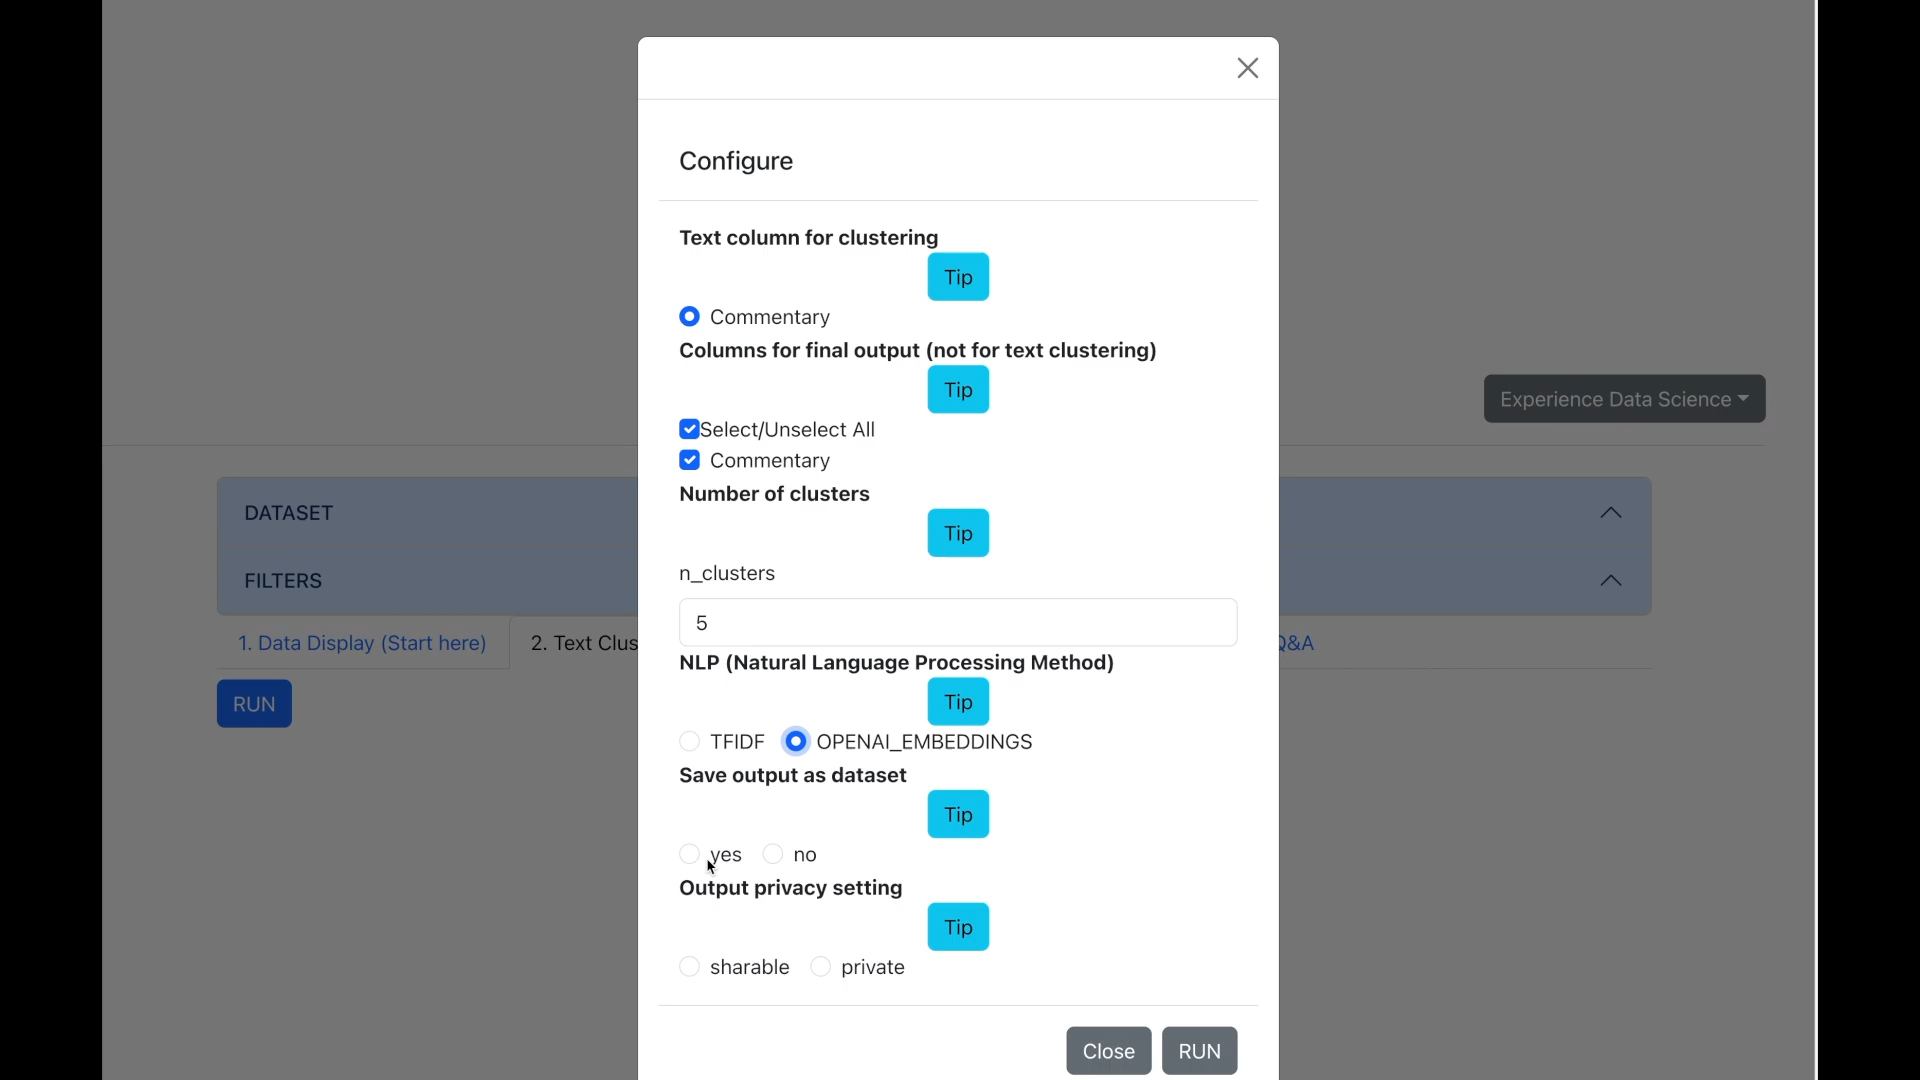 Configure
Text column for clustering
Tip
Commentary
Columns for final output (not for text clustering)
Tip
Select/Unselect All
Commentary
Number of clusters
Tip
n_clusters
5
NLP (Natural Language Processing Method)
Tip
TFIDF OPENAI_EMBEDDINGS
Save output as dataset
Tip
yes no
Output privacy setting
Tip
sharable private
Close RUN
Experience Data Science
DATASET
FILTERS
1. Data Display (Start here) 2. Text Clus Q&A
RUN